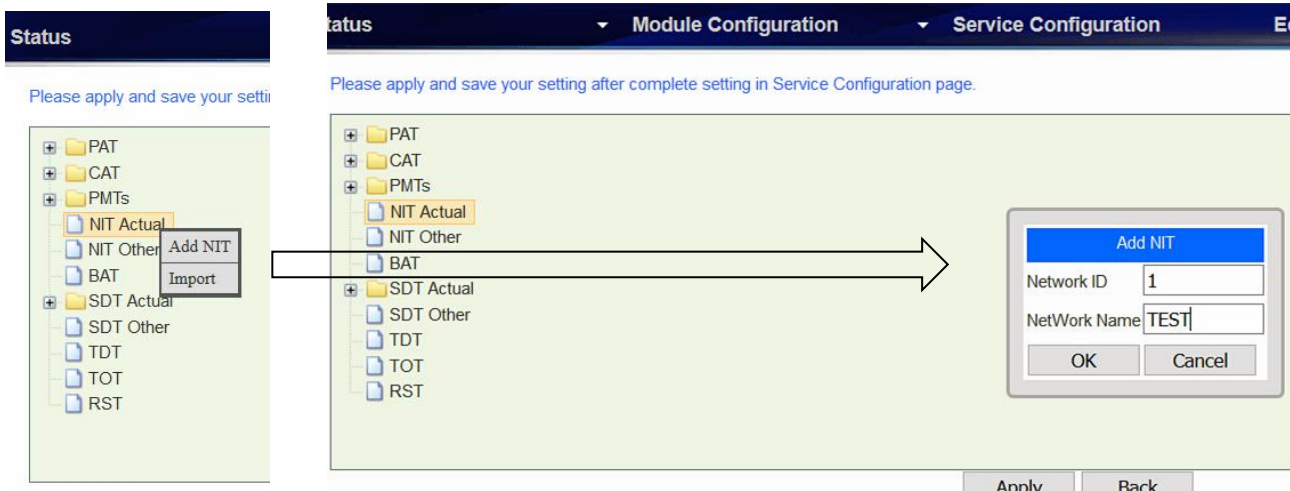 Status
Please apply and save your setti
PAT
CAT
PMTs
NIT Actual
NIT Other
BAT
SDT Actual
SDT Other
TDT
TOT
RST
Add NIT
Import
tatus
Module Configuration
Service Configuration
Please apply and save your setting after complete setting in Service Configuration page.
PAT
CAT
PMTs
NIT Actual
NIT Other
BAT
SDT Actual
SDT Other
TDT
TOT
RST
Add NIT
Network ID 1
NetWork Name TEST
OK Cancel
Apply Back